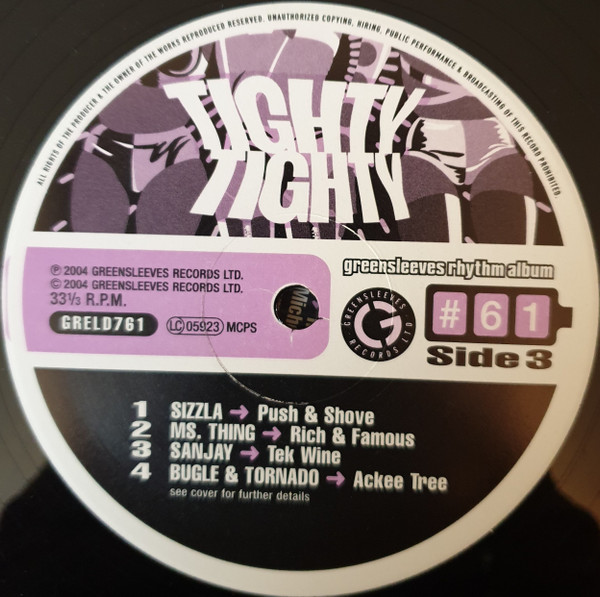 ALL RIGHTS OF THE PRODUCER & THE OWNER OF THE WORKS REPRODUCED RESERVED. UNAUTHORIZED COPYING, HIRING, PUBLIC PERFORMANCE & BROADCASTING OF THIS RECORD PROHIBITED.
TIGHTY
TIGHTY
℗ 2004 GREENSLEEVES RECORDS LTD.
© 2004 GREENSLEEVES RECORDS LTD.
33⅓ R.P.M.
GRELD761 LC 05923 MCPS
greensleeves rhythm album
GREENSLEEVES RECORDS LTD
G
#61
Side 3
1 SIZZLA ➔ Push & Shove
2 MS. THING ➔ Rich & Famous
3 SANJAY ➔ Tek Wine
4 BUGLE & TORNADO ➔ Ackee Tree
see cover for further details